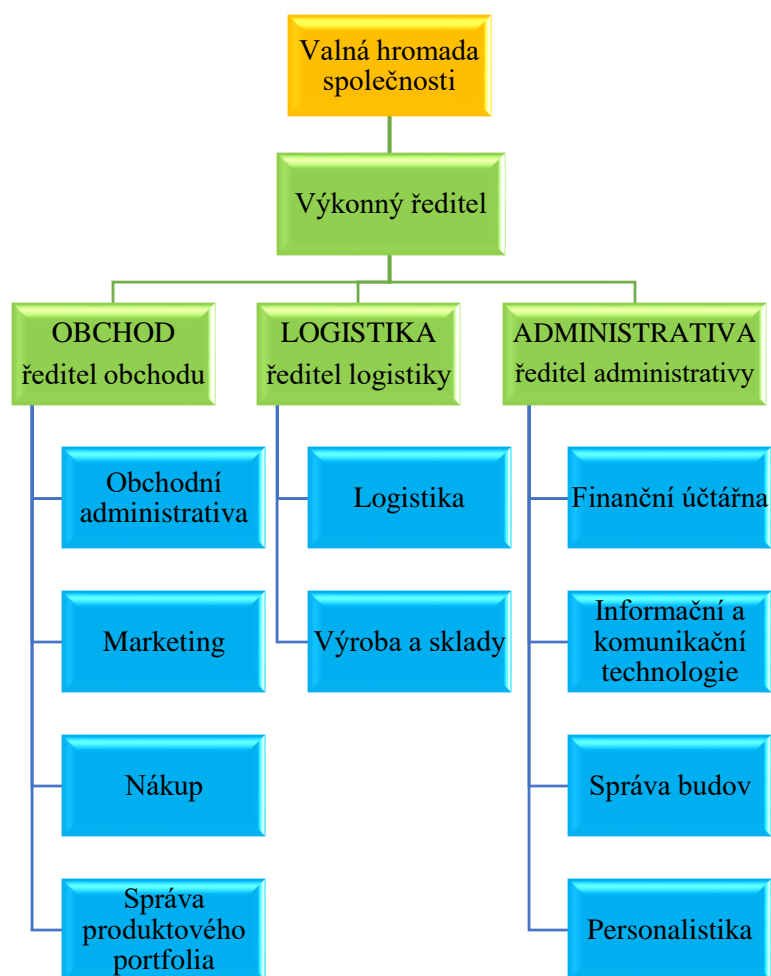 Valná hromada
společnosti
Výkonný ředitel
OBCHOD
ředitel obchodu
LOGISTIKA
ředitel logistiky
ADMINISTRATIVA
ředitel administrativy
Obchodní
administrativa
Marketing
Nákup
Správa
produktového
portfolia
Logistika
Výroba a sklady
Finanční účtářna
Informační a
komunikační
technologie
Správa budov
Personalistika